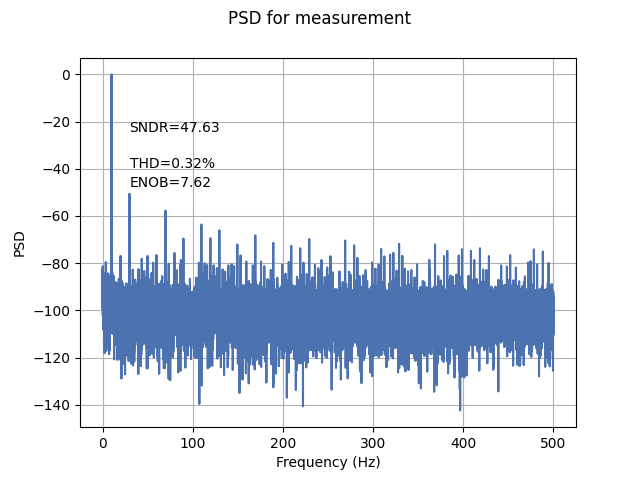 PSD for measurement
0
−20
−40
−60
−80
−100
−120
−140
PSD
SNDR=47.63
THD=0.32%
ENOB=7.62
0 100 200 300 400 500
Frequency (Hz)